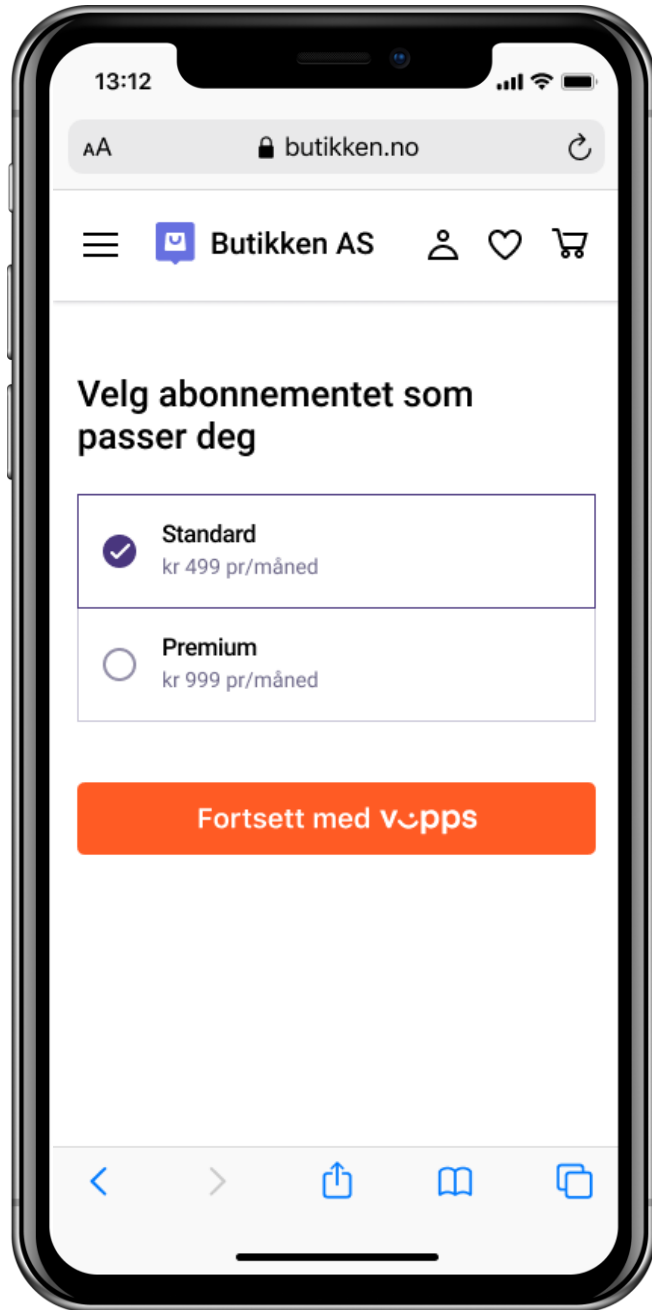 13:12
AA butikken.no
Butikken AS
Velg abonnementet som
passer deg
Standard
kr 499 pr/måned
Premium
kr 999 pr/måned
Fortsett med vipps